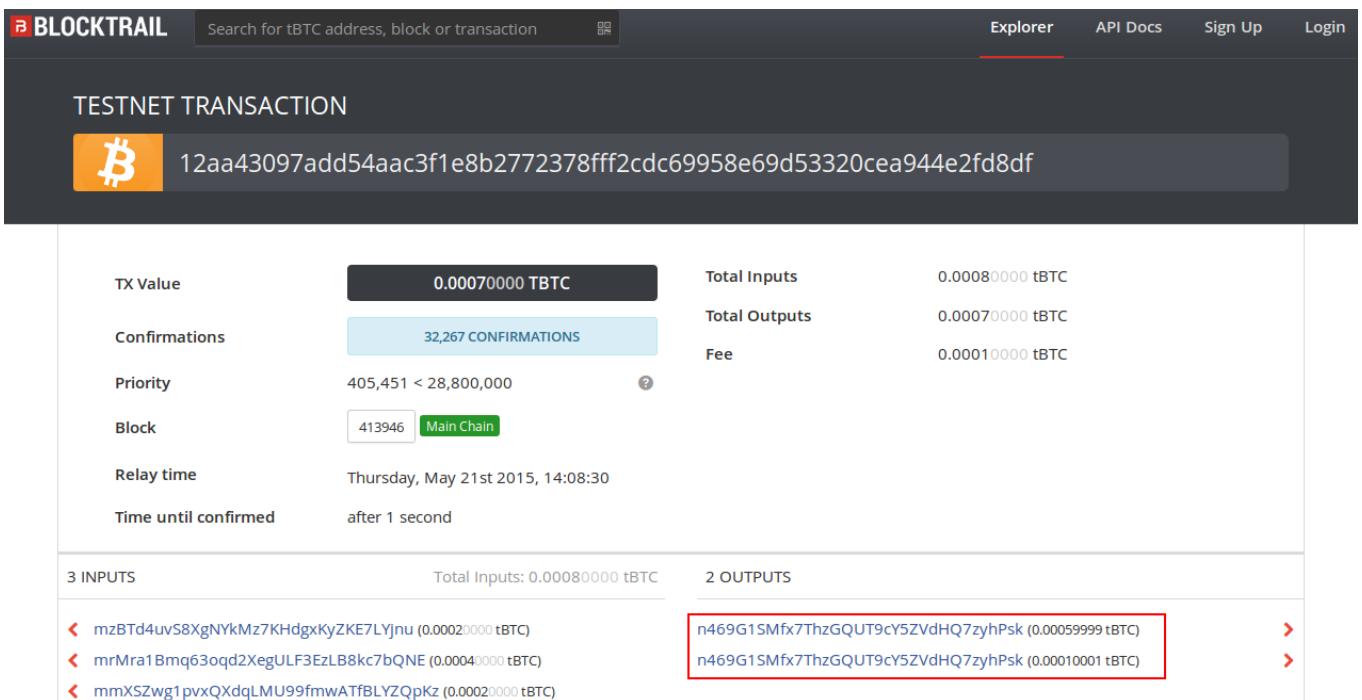 BLOCKTRAIL Search for tBTC address, block or transaction Explorer API Docs Sign Up Login
TESTNET TRANSACTION
12aa43097add54aac3f1e8b2772378fff2cdc69958e69d53320cea944e2fd8df
TX Value 0.00070000 TBTC
Confirmations 32,267 CONFIRMATIONS
Priority 405,451 < 28,800,000 ?
Block 413946 Main Chain
Relay time Thursday, May 21st 2015, 14:08:30
Time until confirmed after 1 second
Total Inputs 0.00080000 tBTC
Total Outputs 0.00070000 tBTC
Fee 0.00010000 tBTC
3 INPUTS Total Inputs: 0.00080000 tBTC
mzBTd4uvS8XgNYkMz7KHdgxKyZKE7LYjnu (0.00020000 tBTC)
mrMra1Bmq63oqd2XegULF3EzLB8kc7bQNE (0.00040000 tBTC)
mmXSZwg1pvxQXdqLMU99fmwATfBLYZQpKz (0.00020000 tBTC)
2 OUTPUTS
n469G1SMfx7ThzGQUT9cY5ZVdHQ7zyhPsk (0.00059999 tBTC)
n469G1SMfx7ThzGQUT9cY5ZVdHQ7zyhPsk (0.00010001 tBTC)